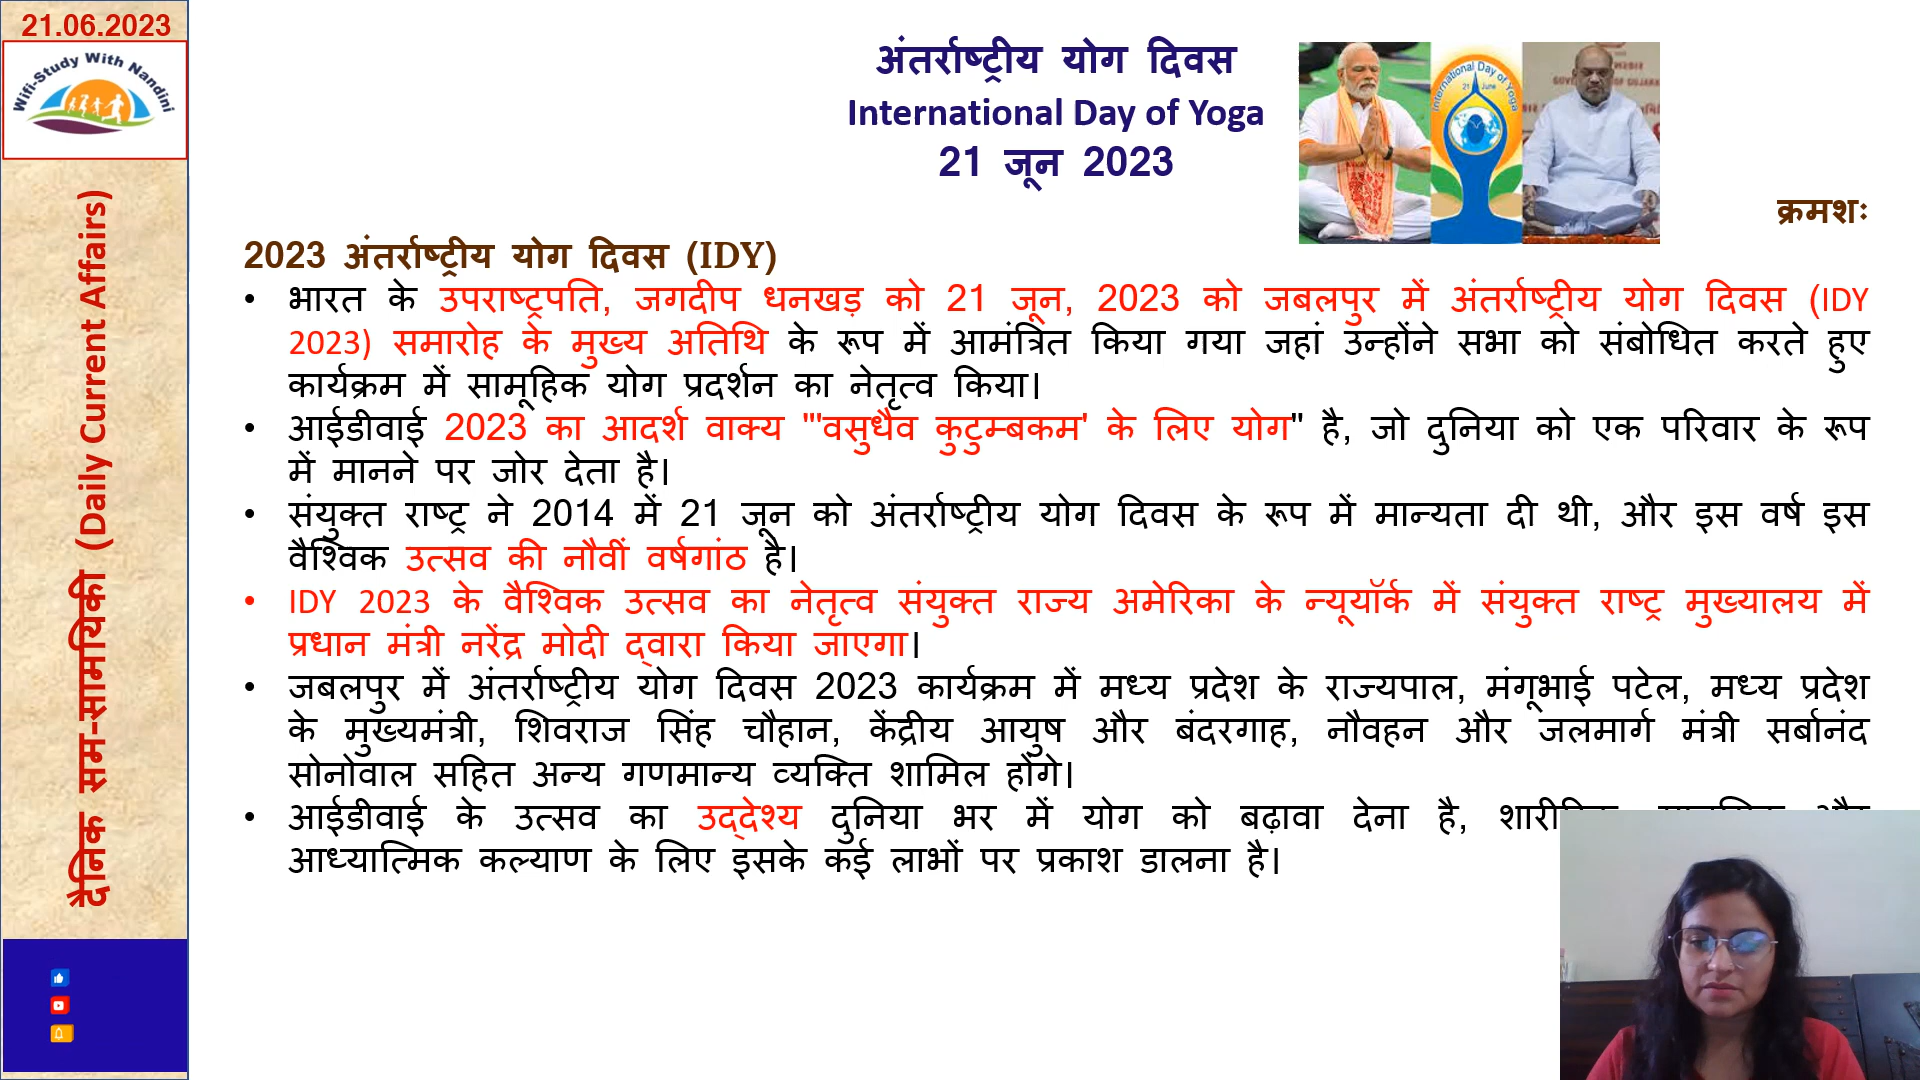 21.06.2023
Wifi-Study With Nandini
दैनिक सम-सामयिकी (Daily Current Affairs)
अंतर्राष्ट्रीय योग दिवस
International Day of Yoga
21 जून 2023
International Day of Yoga
21 June
क्रमशः
2023 अंतर्राष्ट्रीय योग दिवस (IDY)
• भारत के उपराष्ट्रपति, जगदीप धनखड़ को 21 जून, 2023 को जबलपुर में अंतर्राष्ट्रीय योग दिवस (IDY
2023) समारोह के मुख्य अतिथि के रूप में आमंत्रित किया गया जहां उन्होंने सभा को संबोधित करते हुए
कार्यक्रम में सामूहिक योग प्रदर्शन का नेतृत्व किया।
• आईडीवाई 2023 का आदर्श वाक्य "'वसुधैव कुटुम्बकम' के लिए योग" है, जो दुनिया को एक परिवार के रूप
में मानने पर जोर देता है।
• संयुक्त राष्ट्र ने 2014 में 21 जून को अंतर्राष्ट्रीय योग दिवस के रूप में मान्यता दी थी, और इस वर्ष इस
वैश्विक उत्सव की नौवीं वर्षगांठ है।
• IDY 2023 के वैश्विक उत्सव का नेतृत्व संयुक्त राज्य अमेरिका के न्यूयॉर्क में संयुक्त राष्ट्र मुख्यालय में
प्रधान मंत्री नरेंद्र मोदी द्वारा किया जाएगा।
• जबलपुर में अंतर्राष्ट्रीय योग दिवस 2023 कार्यक्रम में मध्य प्रदेश के राज्यपाल, मंगूभाई पटेल, मध्य प्रदेश
के मुख्यमंत्री, शिवराज सिंह चौहान, केंद्रीय आयुष और बंदरगाह, नौवहन और जलमार्ग मंत्री सर्बानंद
सोनोवाल सहित अन्य गणमान्य व्यक्ति शामिल होंगे।
• आईडीवाई के उत्सव का उद्देश्य दुनिया भर में योग को बढ़ावा देना है,
आध्यात्मिक कल्याण के लिए इसके कई लाभों पर प्रकाश डालना है।